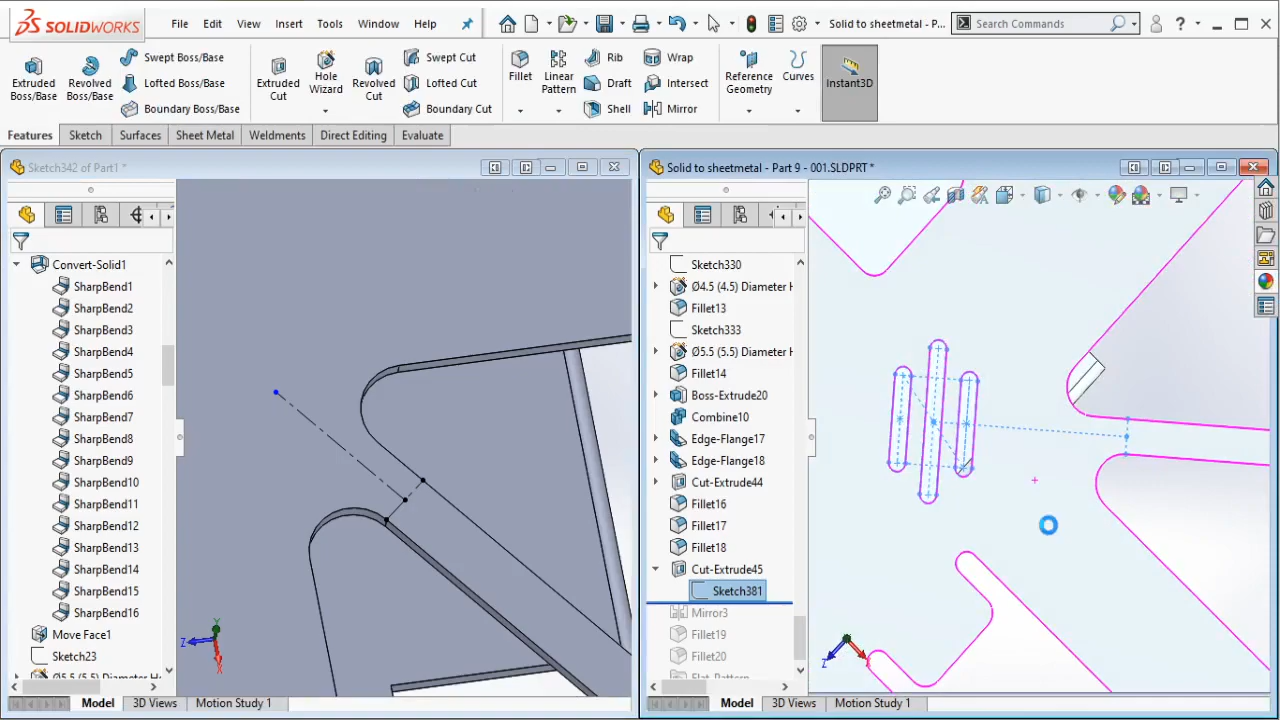 SOLIDWORKS
File Edit View Insert Tools Window Help
Solid to sheetmetal - P...
Search Commands
Extruded Boss/Base
Revolved Boss/Base
Swept Boss/Base
Lofted Boss/Base
Boundary Boss/Base
Extruded Cut
Hole Wizard
Revolved Cut
Swept Cut
Lofted Cut
Boundary Cut
Fillet
Linear Pattern
Rib
Draft
Shell
Wrap
Intersect
Mirror
Reference Geometry
Curves
Instant3D
Features Sketch Surfaces Sheet Metal Weldments Direct Editing Evaluate
Sketch342 of Part1 *
Convert-Solid1
SharpBend1
SharpBend2
SharpBend3
SharpBend4
SharpBend5
SharpBend6
SharpBend7
SharpBend8
SharpBend9
SharpBend10
SharpBend11
SharpBend12
SharpBend13
SharpBend14
SharpBend15
SharpBend16
Move Face1
Sketch23
Y
Z
X
Model 3D Views Motion Study 1
Solid to sheetmetal - Part 9 - 001.SLDPRT *
Sketch330
Ø4.5 (4.5) Diameter H
Fillet13
Sketch333
Ø5.5 (5.5) Diameter H
Fillet14
Boss-Extrude20
Combine10
Edge-Flange17
Edge-Flange18
Cut-Extrude44
Fillet16
Fillet17
Fillet18
Cut-Extrude45
Sketch381
Mirror3
Fillet19
Fillet20
Flat-Pattern
Z
Model 3D Views Motion Study 1